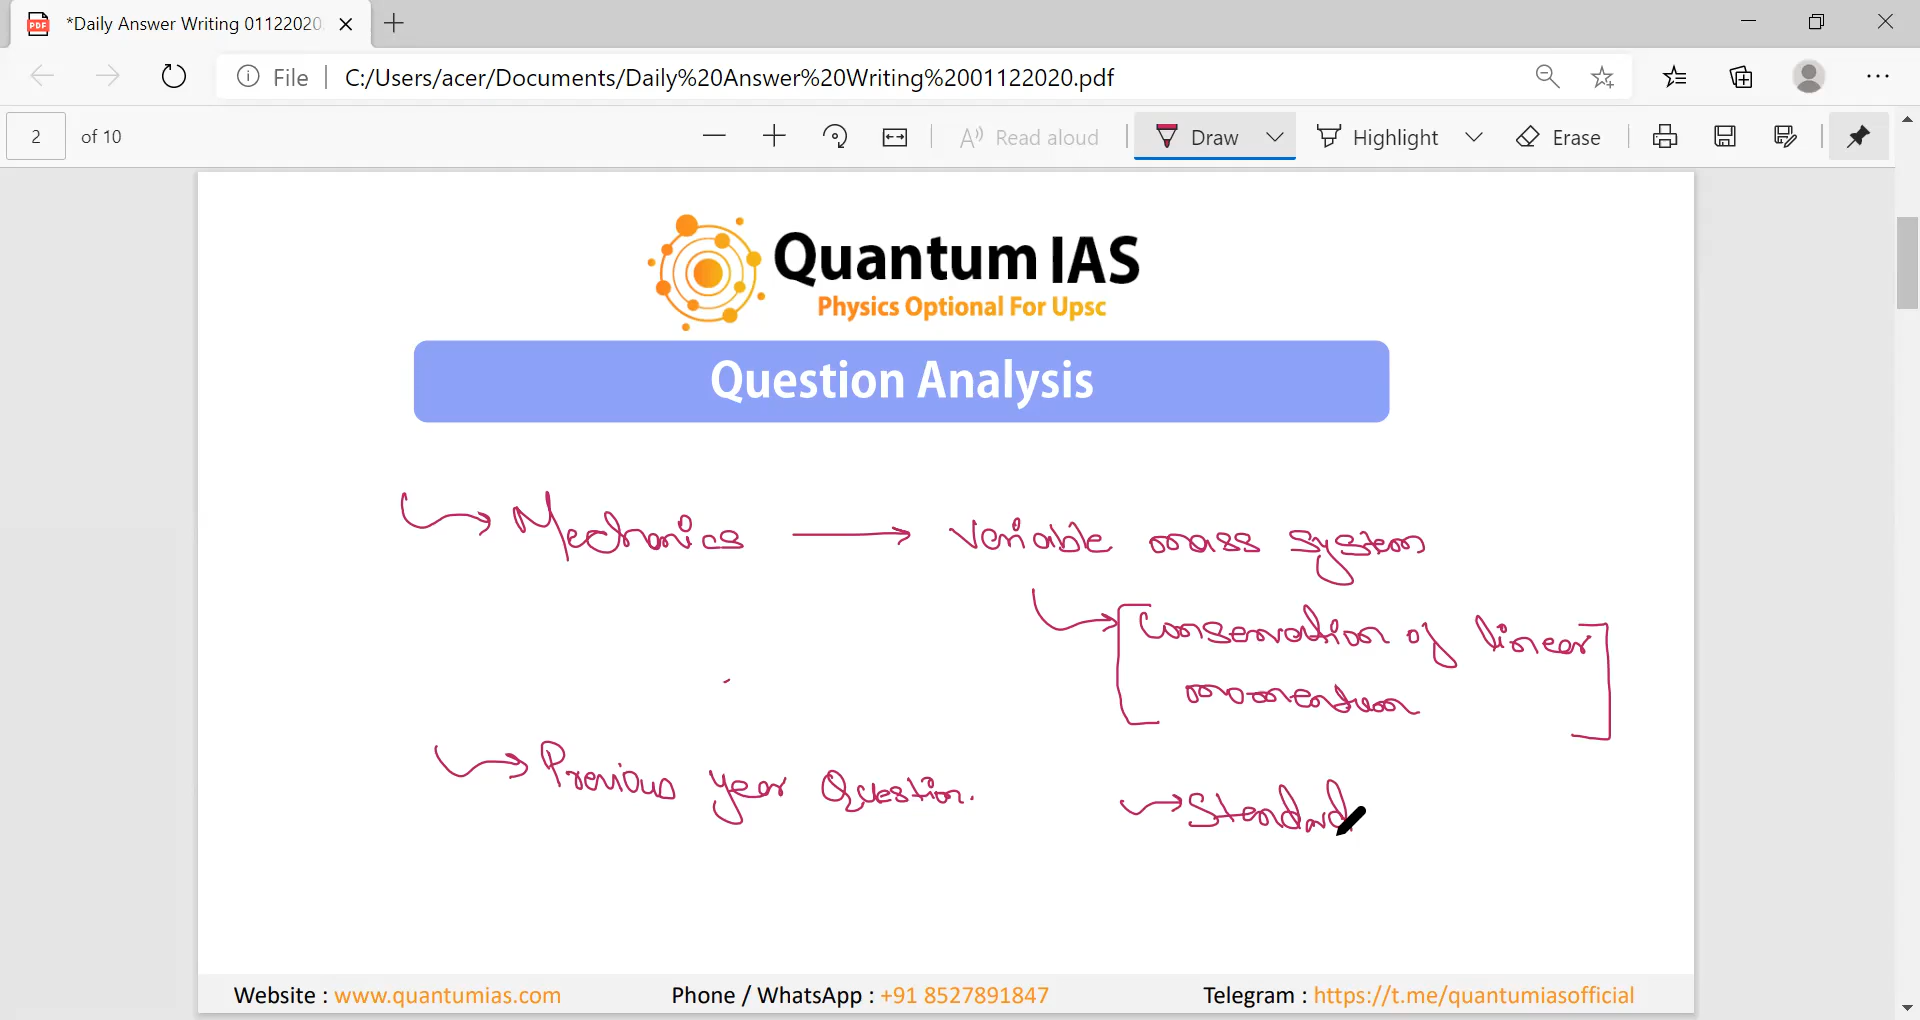 *Daily Answer Writing 01122020.
File C:/Users/acer/Documents/Daily%20Answer%20Writing%2001122020.pdf
2 of 10 Read aloud Draw Highlight Erase
Quantum IAS
Physics Optional For Upsc
Question Analysis
Mechanics → Variable mass system
Conservation of linear
momentum
Previous year Question.
Standard
Website : www.quantumias.com Phone / WhatsApp : +91 8527891847 Telegram : https://t.me/quantumiasofficial